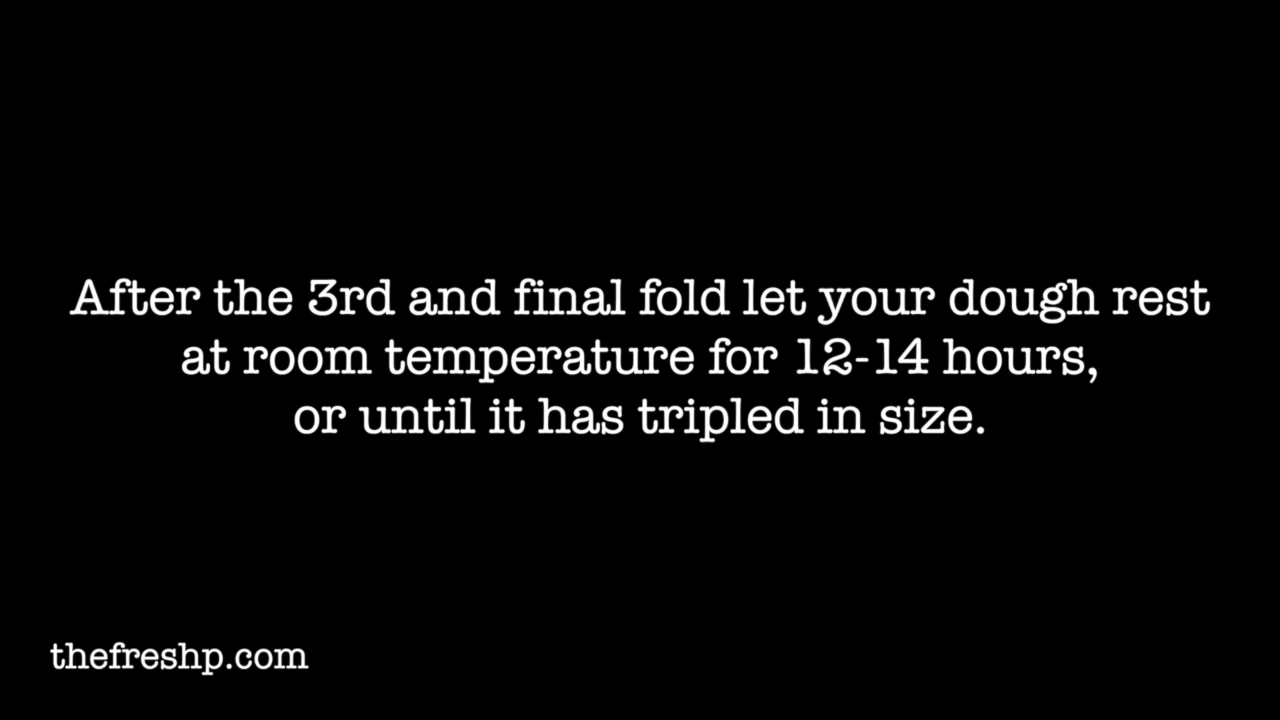 After the 3rd and final fold let your dough rest
at room temperature for 12-14 hours,
or until it has tripled in size.
thefreshp.com